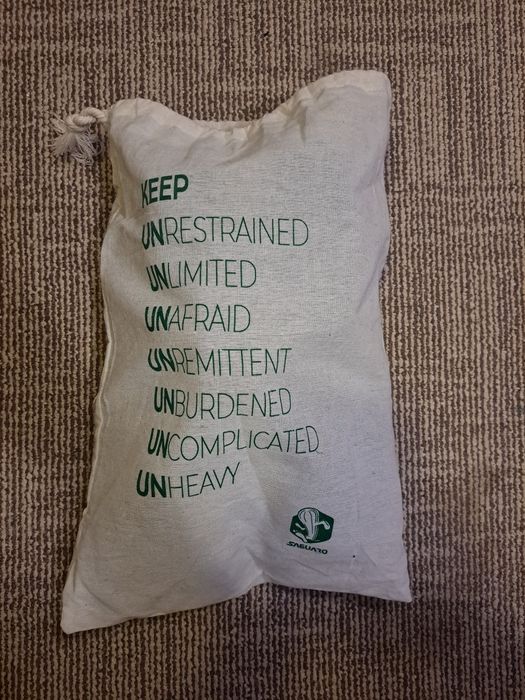 KEEP
UNRESTRAINED
UNLIMITED
UNAFRAID
UNREMITTENT
UNBURDENED
UNCOMPLICATED
UNHEAVY
SAGUARO